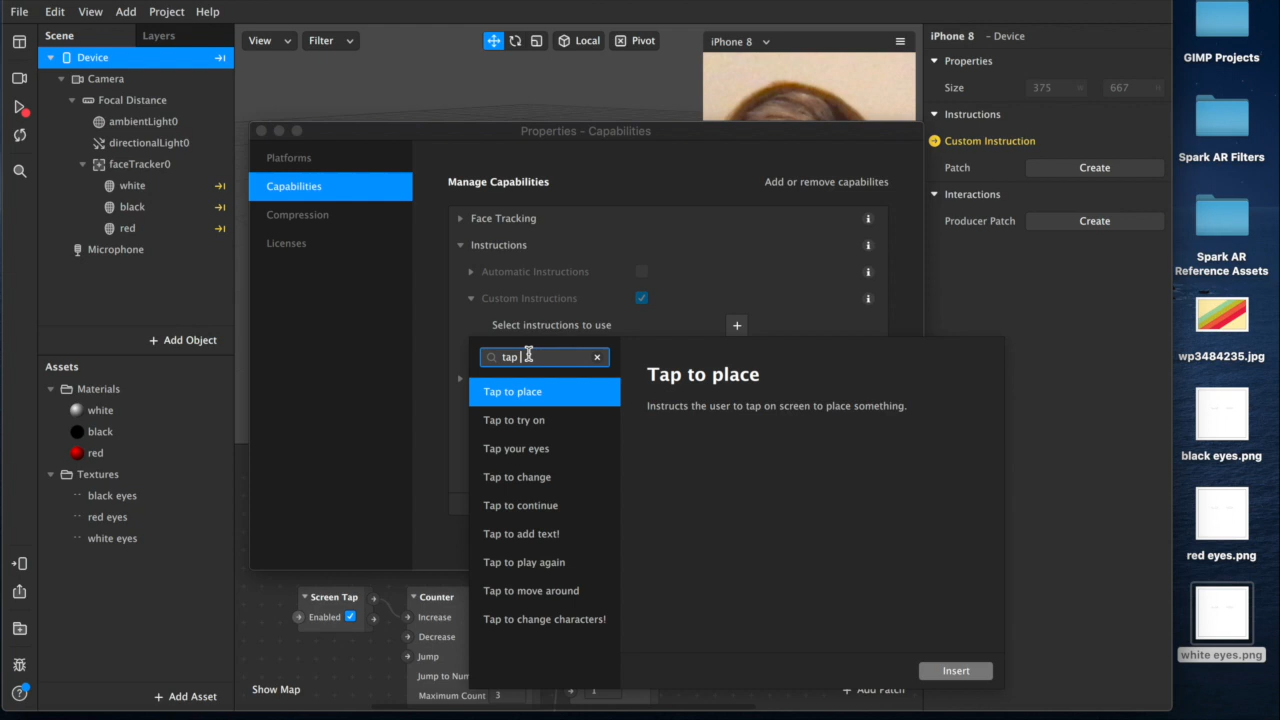 File Edit View Add Project Help
Scene Layers
Device
Camera
Focal Distance
ambientLight0
directionalLight0
faceTracker0
white
black
red
Microphone
+ Add Object
Assets
Materials
white
black
red
Textures
black eyes
red eyes
white eyes
+ Add Asset
View Filter Local Pivot
iPhone 8
Properties - Capabilities
Platforms
Capabilities
Compression
Licenses
Manage Capabilities Add or remove capabilites
Face Tracking
Instructions
Automatic Instructions
Custom Instructions
Select instructions to use +
tap
Tap to place
Tap to try on
Tap your eyes
Tap to change
Tap to continue
Tap to add text!
Tap to play again
Tap to move around
Tap to change characters!
Tap to place
Instructs the user to tap on screen to place something.
Insert
Screen Tap
Enabled
Counter
Increase
Decrease
Jump
Jump to Num
Maximum Count 3
1
Show Map
+ Add Patch
iPhone 8 - Device
Properties
Size 375 667
Instructions
Custom Instruction
Patch Create
Interactions
Producer Patch Create
GIMP Projects
Spark AR Filters
Spark AR
Reference Assets
wp3484235.jpg
black eyes.png
red eyes.png
white eyes.png